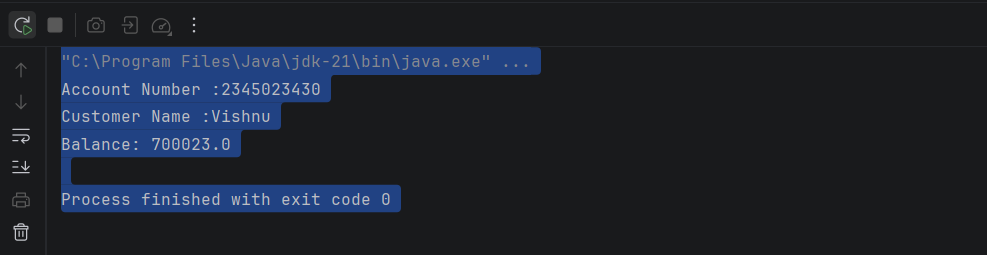 "C:\Program Files\Java\jdk-21\bin\java.exe" ...
Account Number :2345023430
Customer Name :Vishnu
Balance: 700023.0
Process finished with exit code 0